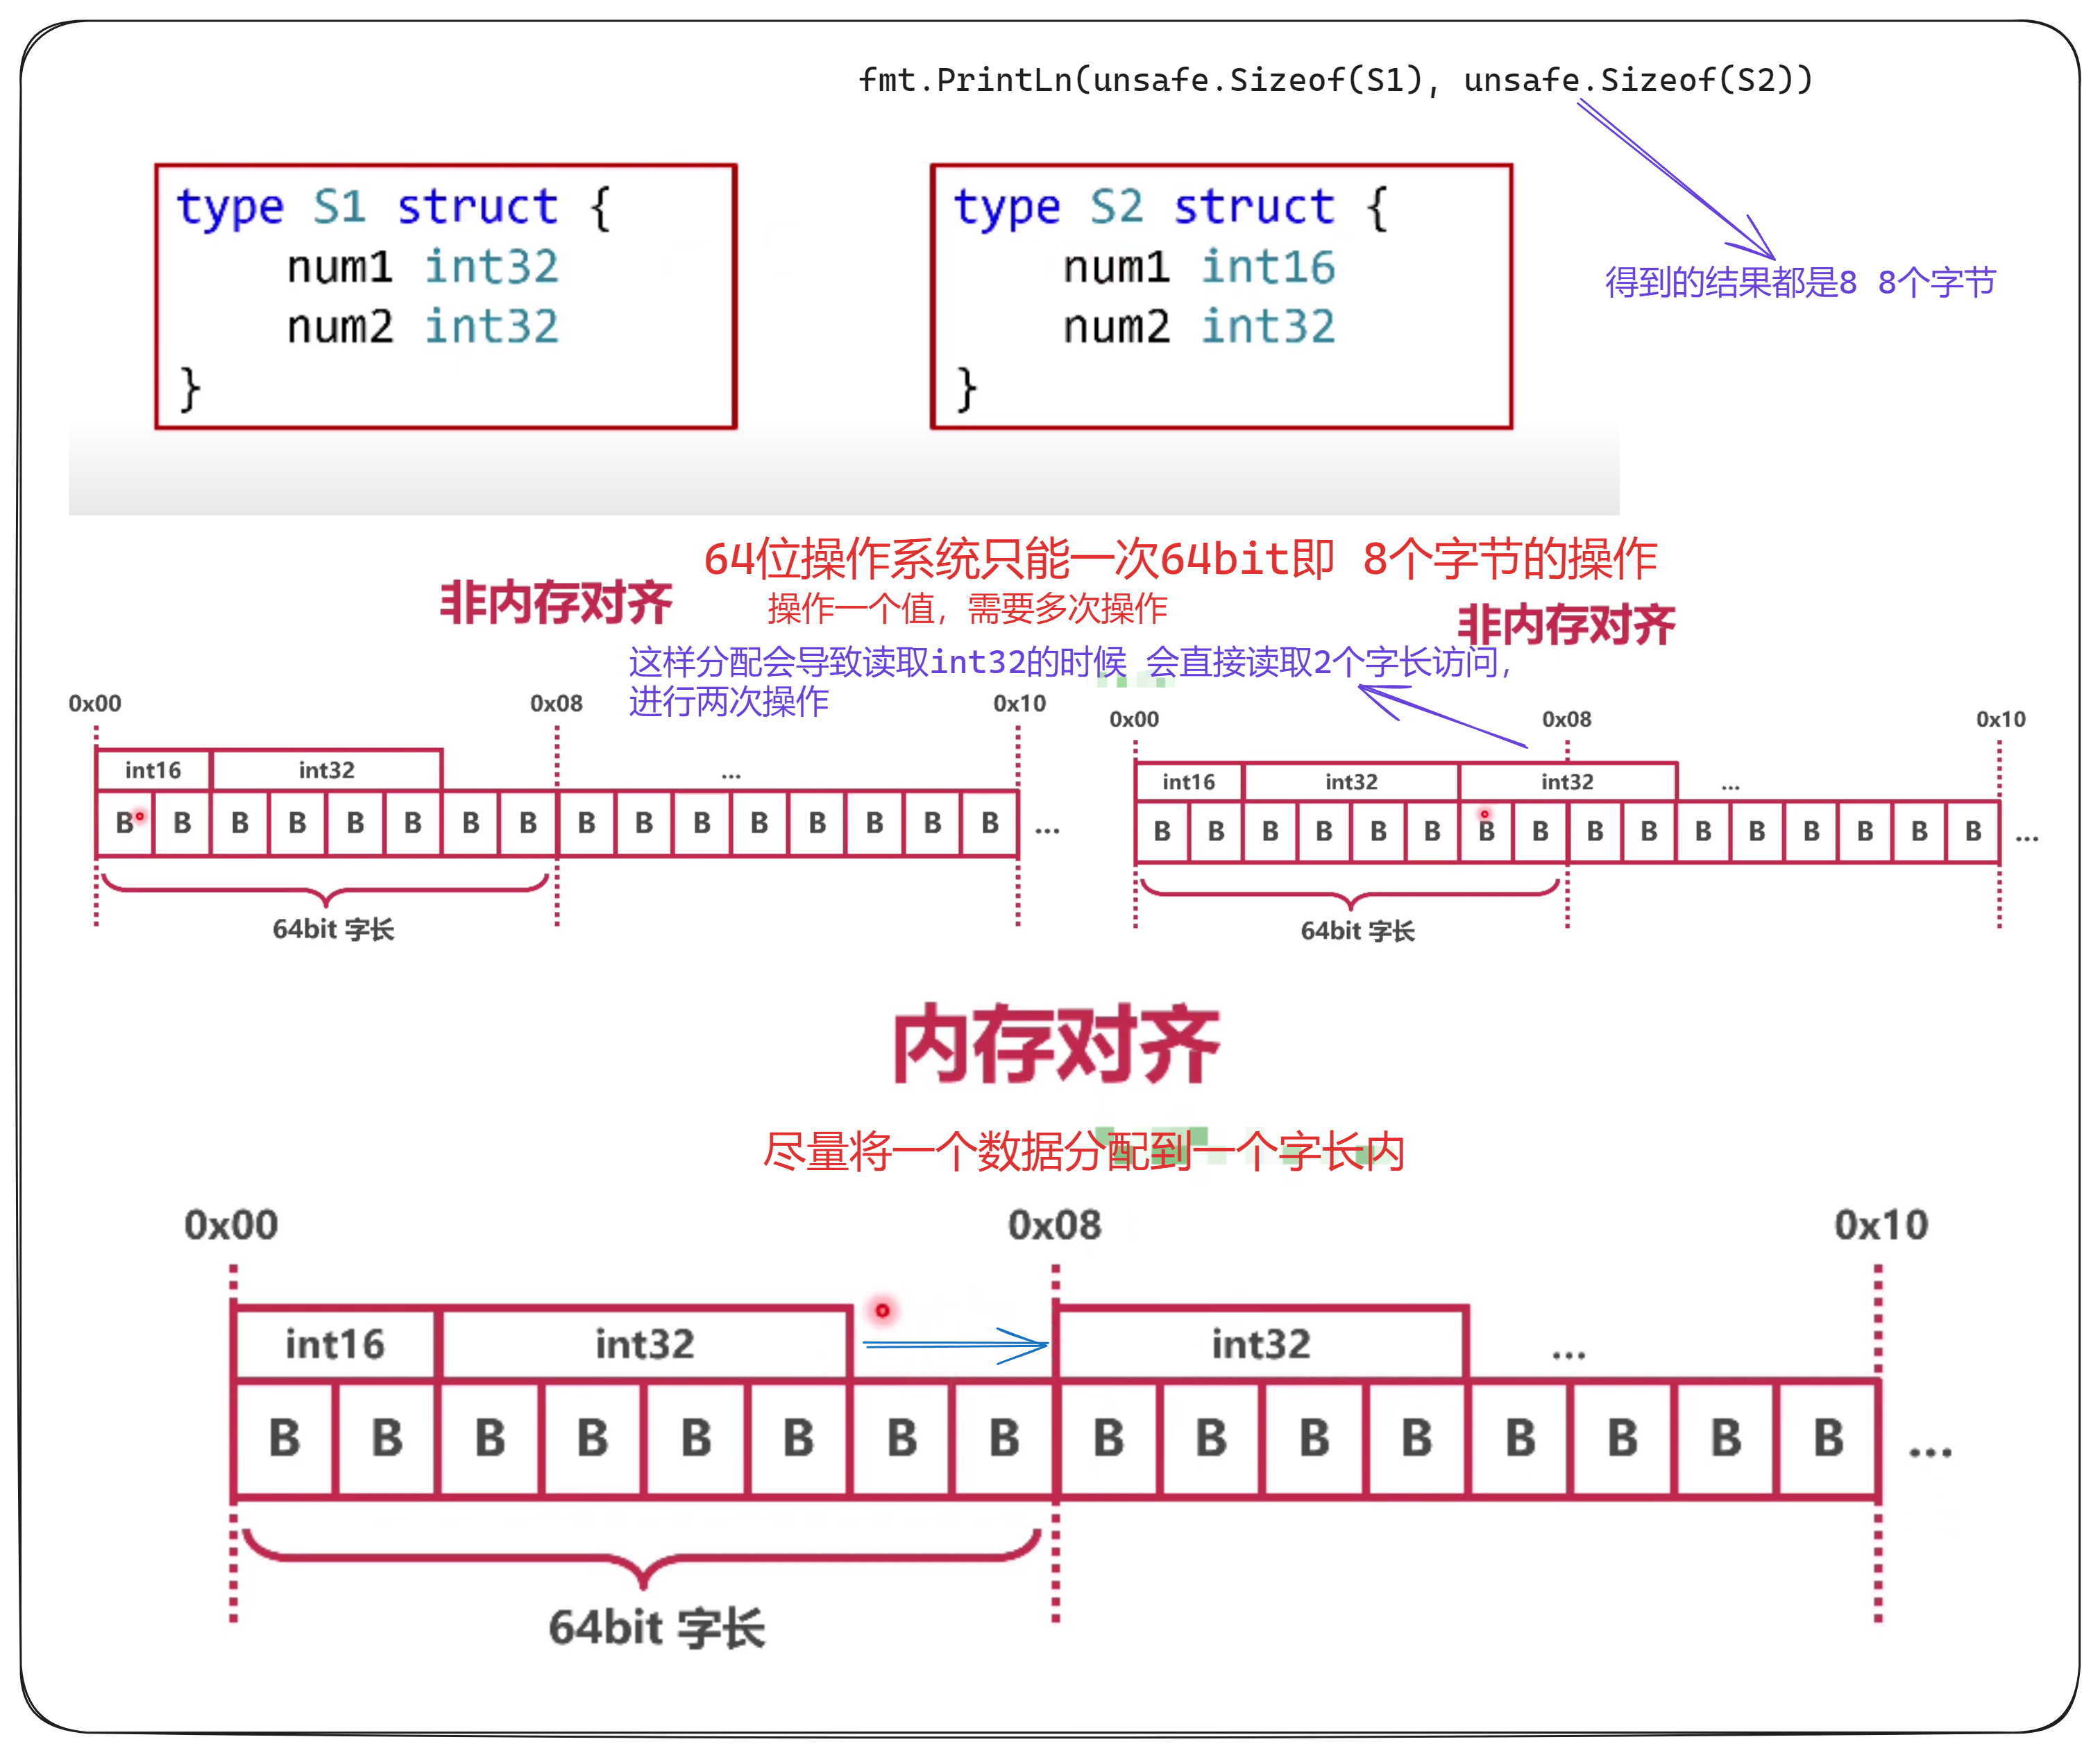 fmt.PrintLn(unsafe.Sizeof(S1), unsafe.Sizeof(S2))
type S1 struct {
num1 int32
num2 int32
}
type S2 struct {
num1 int16
num2 int32
}
得到的结果都是8 8个字节
64位操作系统只能一次64bit即 8个字节的操作
非内存对齐
操作一个值，需要多次操作
非内存对齐
这样分配会导致读取int32的时候 会直接读取2个字长访问，
进行两次操作
0x00 0x08 0x10
int16 int32 ...
B B B B B B B B B B B B B B B B ...
64bit 字长
0x00 0x08 0x10
int16 int32 int32 ...
B B B B B B B B B B B B B B B B ...
64bit 字长
内存对齐
尽量将一个数据分配到一个字长内
0x00 0x08 0x10
int16 int32 int32 ...
B B B B B B B B B B B B B B B B ...
64bit 字长